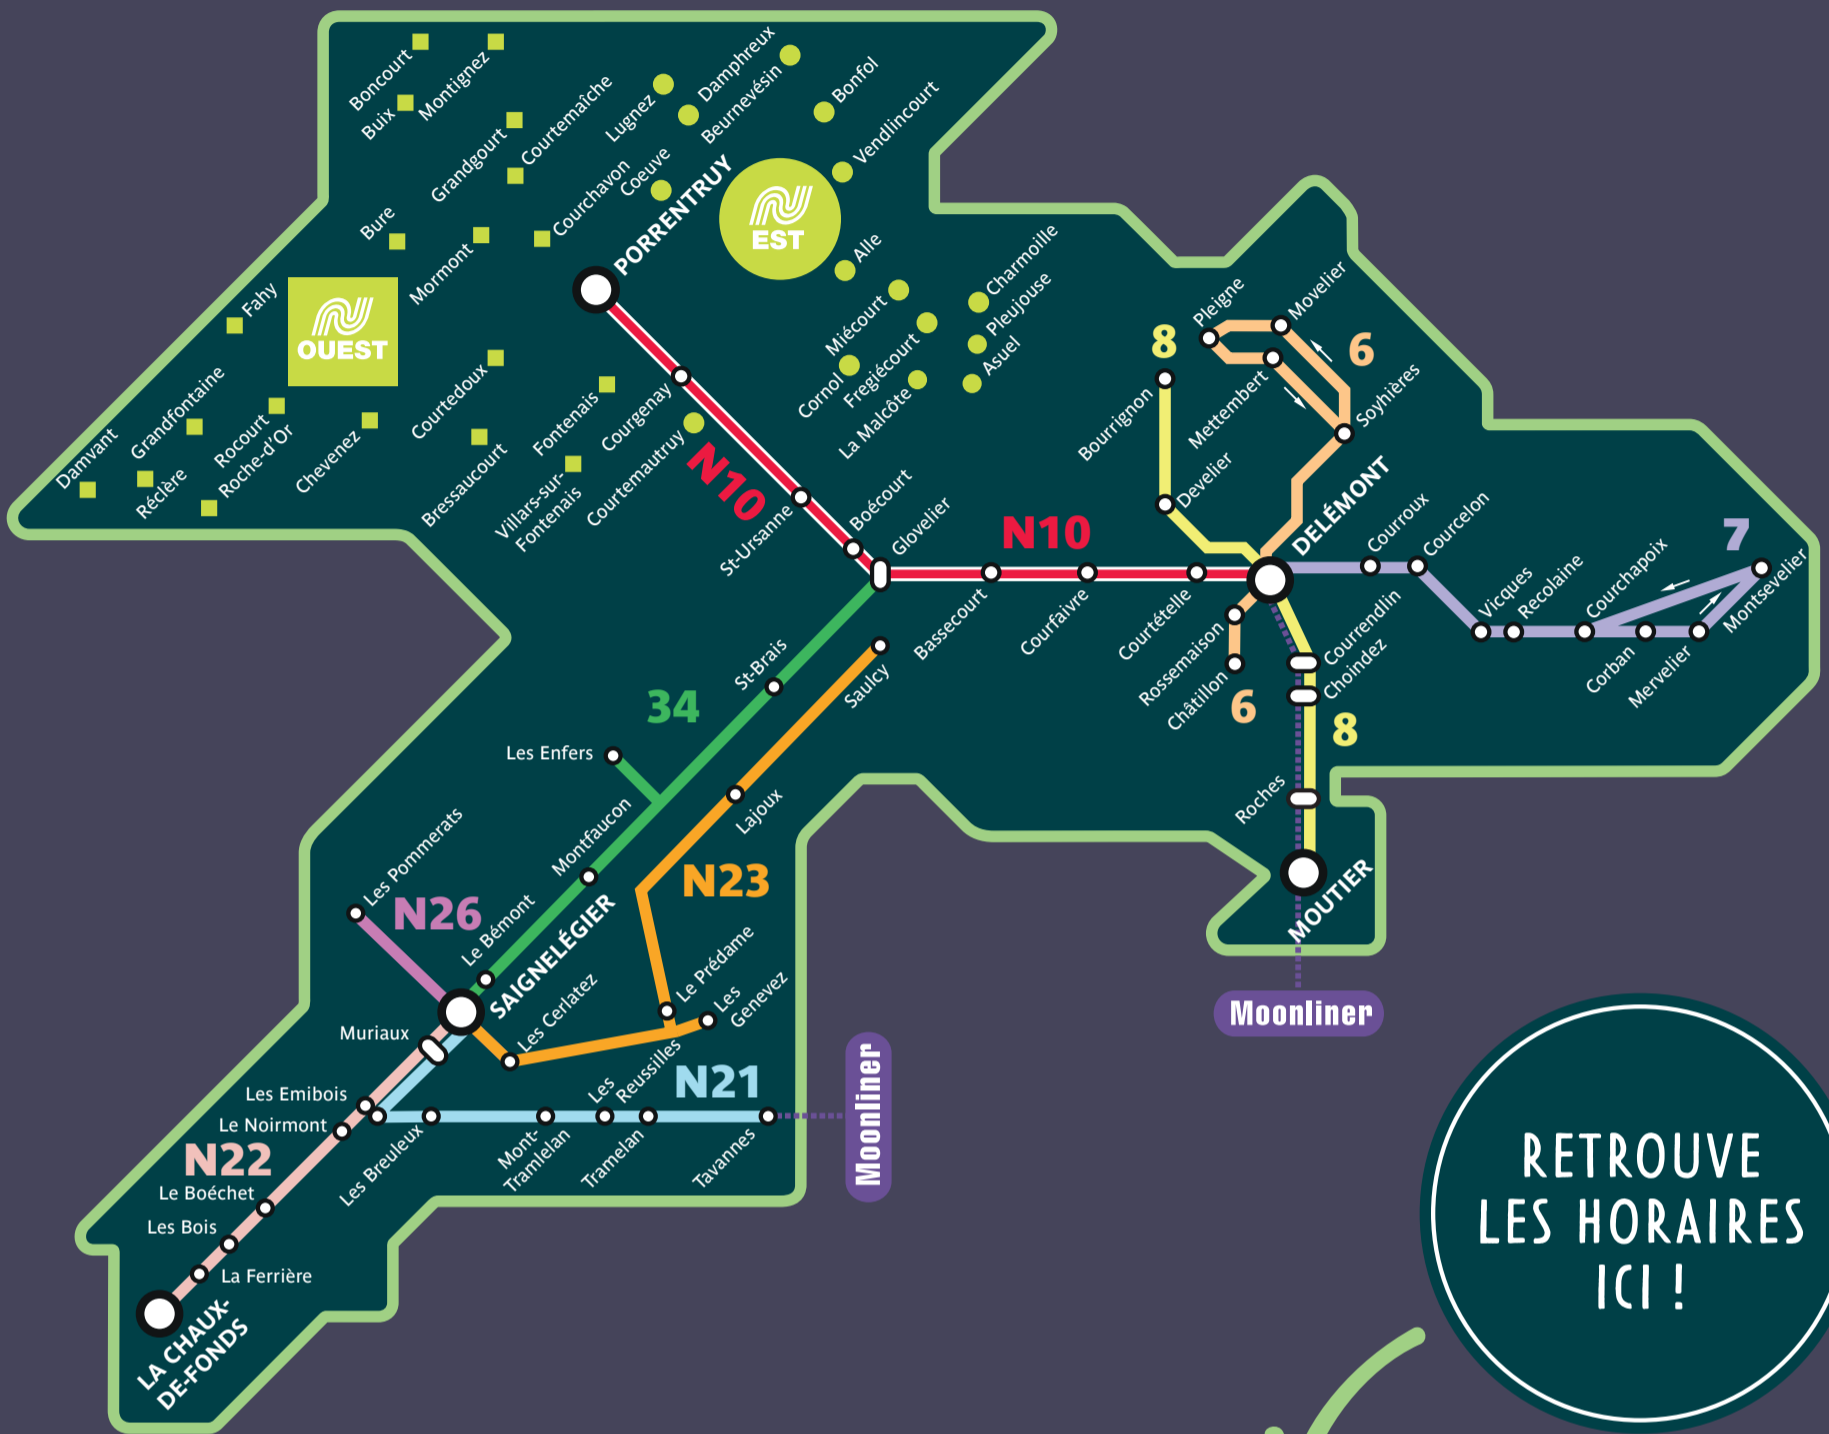 Boncourt
Buix
Montignez
Grandgourt
Courtemaîche
Lugnez
Damphreux
Beurnevésin
Bonfol
Vendlincourt
Coeuve
Courchavon
PORRENTRUY
EST
Bure
Mormont
Alle
Fahy
OUEST
Miécourt
Charmoille
Pleujouse
Fregiécourt
Asuel
Cornol
La Malcôte
Grandfontaine
Damvant
Réclère
Rocourt
Roche-d'Or
Chevenez
Courtedoux
Bressaucourt
Fontenais
Villars-sur-
Fontenais
Courgenay
Courtemautruy
N10
St-Ursanne
Boécourt
Glovelier
N10
Bassecourt
Courfaivre
Courtételle
8
Bourrignon
Develier
Pleigne
Movelier
6
Mettembert
Soyhières
DELÉMONT
Courroux
Courcelon
7
Vicques
Recolaine
Courchapoix
Corban
Mervelier
Montsevelier
Rossemaison
Châtillon
6
Courrendlin
Choindez
8
Roches
MOUTIER
Moonliner
34
St-Brais
Saulcy
Les Enfers
Montfaucon
Lajoux
N23
Les Pommerats
N26
Le Bémont
SAIGNELÉGIER
Les Cerlatez
Le Prédame
Les
Genevez
Muriaux
Les Emibois
Le Noirmont
N22
Le Boéchet
Les Bois
La Ferrière
LA CHAUX-
DE-FONDS
Les Breuleux
Mont-
Tramlelan
Les
Reussilles
Tramelan
N21
Tavannes
Moonliner
RETROUVE
LES HORAIRES
ICI !